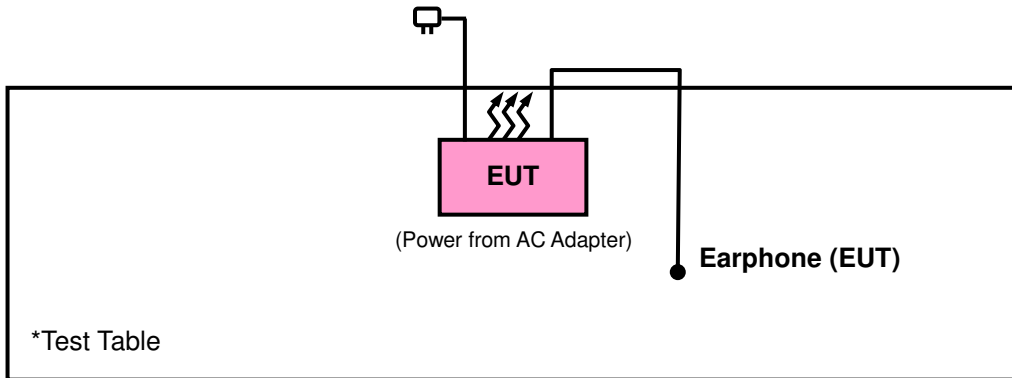 EUT
(Power from AC Adapter)
Earphone (EUT)
*Test Table